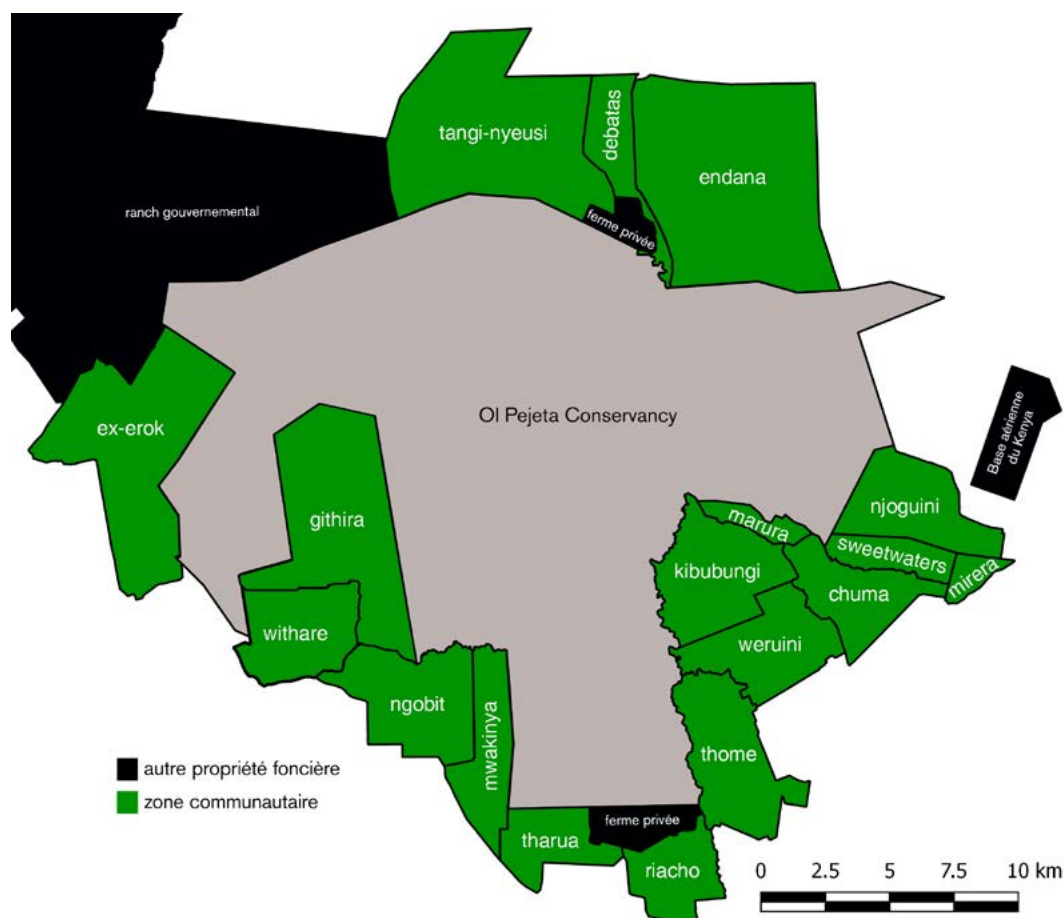 tangi-nyeusi
debatas
endana
ranch gouvernemental
ferme privée
Ol Pejeta Conservancy
Base aérienne
du Kenya
ex-erok
githira
njoguini
marura
sweetwaters
mirera
kibubungi
chuma
withare
weruini
ngobit
mwakinya
thome
autre propriété foncière
zone communautaire
ferme privée
tharua
riacho
0 2.5 5 7.5 10 km